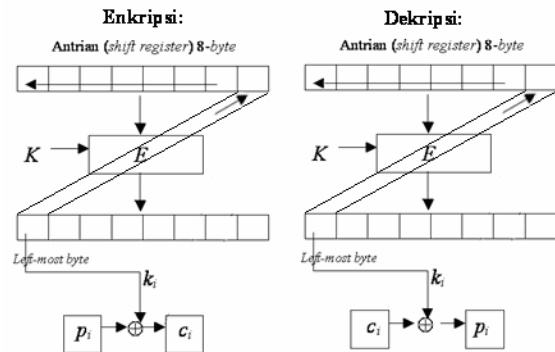 Enkripsi:
Antrian (shift register) 8-byte
K
E
Left-most byte
kᵢ
pᵢ
cᵢ
Dekripsi:
Antrian (shift register) 8-byte
K
E
Left-most byte
kᵢ
cᵢ
pᵢ